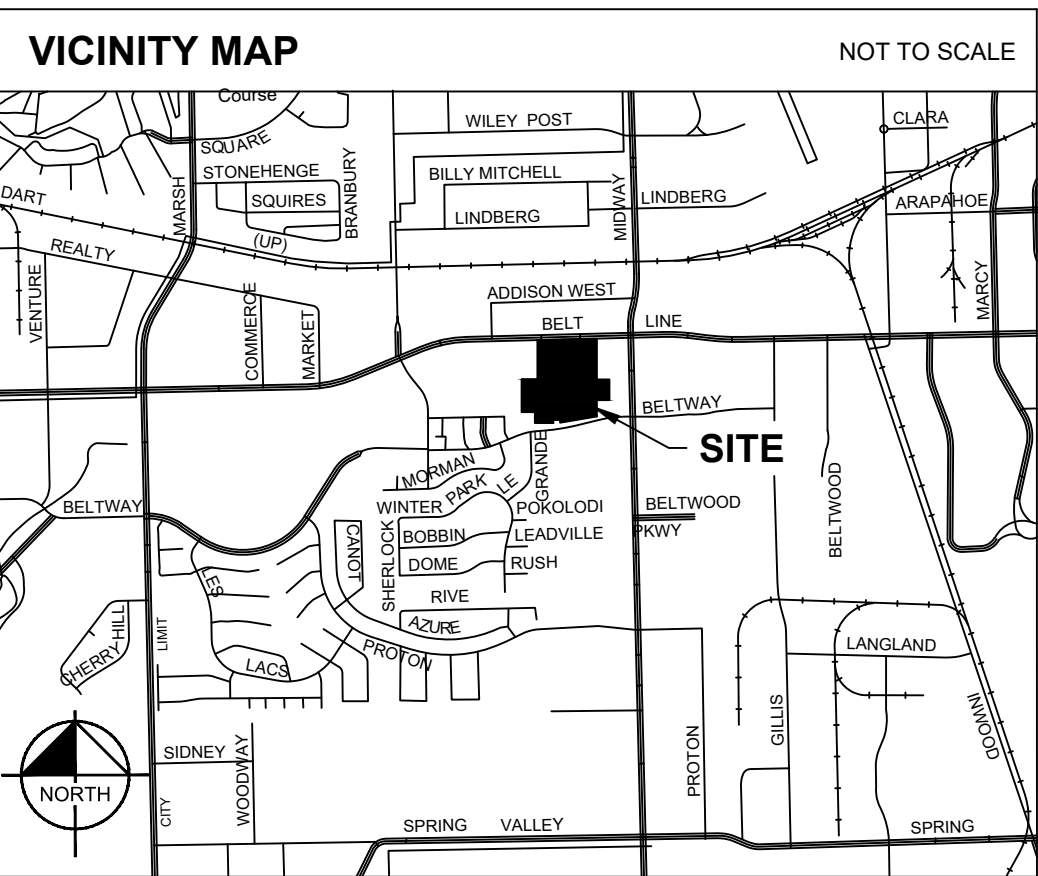 VICINITY MAP
NOT TO SCALE
Course
WILEY POST
CLARA
SQUARE
STONEHENGE
BILLY MITCHELL
DART
MARSH
SQUIRES
BRANBURY
MIDWAY
LINDBERG
ARAPAHOE
LINDBERG
(UP)
REALTY
VENTURE
ADDISON WEST
MARCY
COMMERCE
MARKET
BELT LINE
BELTWAY
SITE
MORMAN
LE GRANDE
WINTER PARK
POKOLODI
BELTWOOD
PKWY
BELTWAY
BELTWOOD
CANOT
SHERLOCK
BOBBIN
LEADVILLE
DOME
RUSH
LES
RIVE
AZURE
LIMIT
CHERRY HILL
PROTON
LANGLAND
LACS
INWOOD
GILLIS
SIDNEY
WOODWAY
PROTON
NORTH
CITY
SPRING VALLEY
SPRING